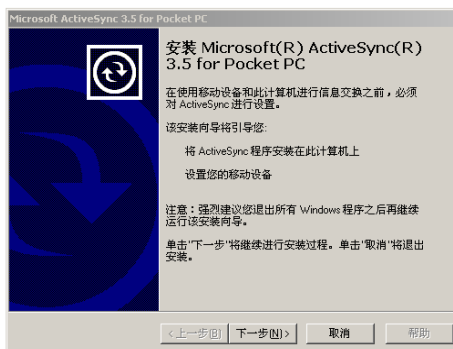 Microsoft ActiveSync 3.5 for Pocket PC
安装 Microsoft(R) ActiveSync(R)
3.5 for Pocket PC
在使用移动设备和此计算机进行信息交换之前，必须
对 ActiveSync 进行设置。
该安装向导将引导您:
将 ActiveSync 程序安装在此计算机上
设置您的移动设备
注意：强烈建议您退出所有 Windows 程序之后再继续
运行该安装向导。
单击"下一步"将继续进行安装过程。单击"取消"将退出
安装。
<上一步(B) 下一步(N)> 取消 帮助